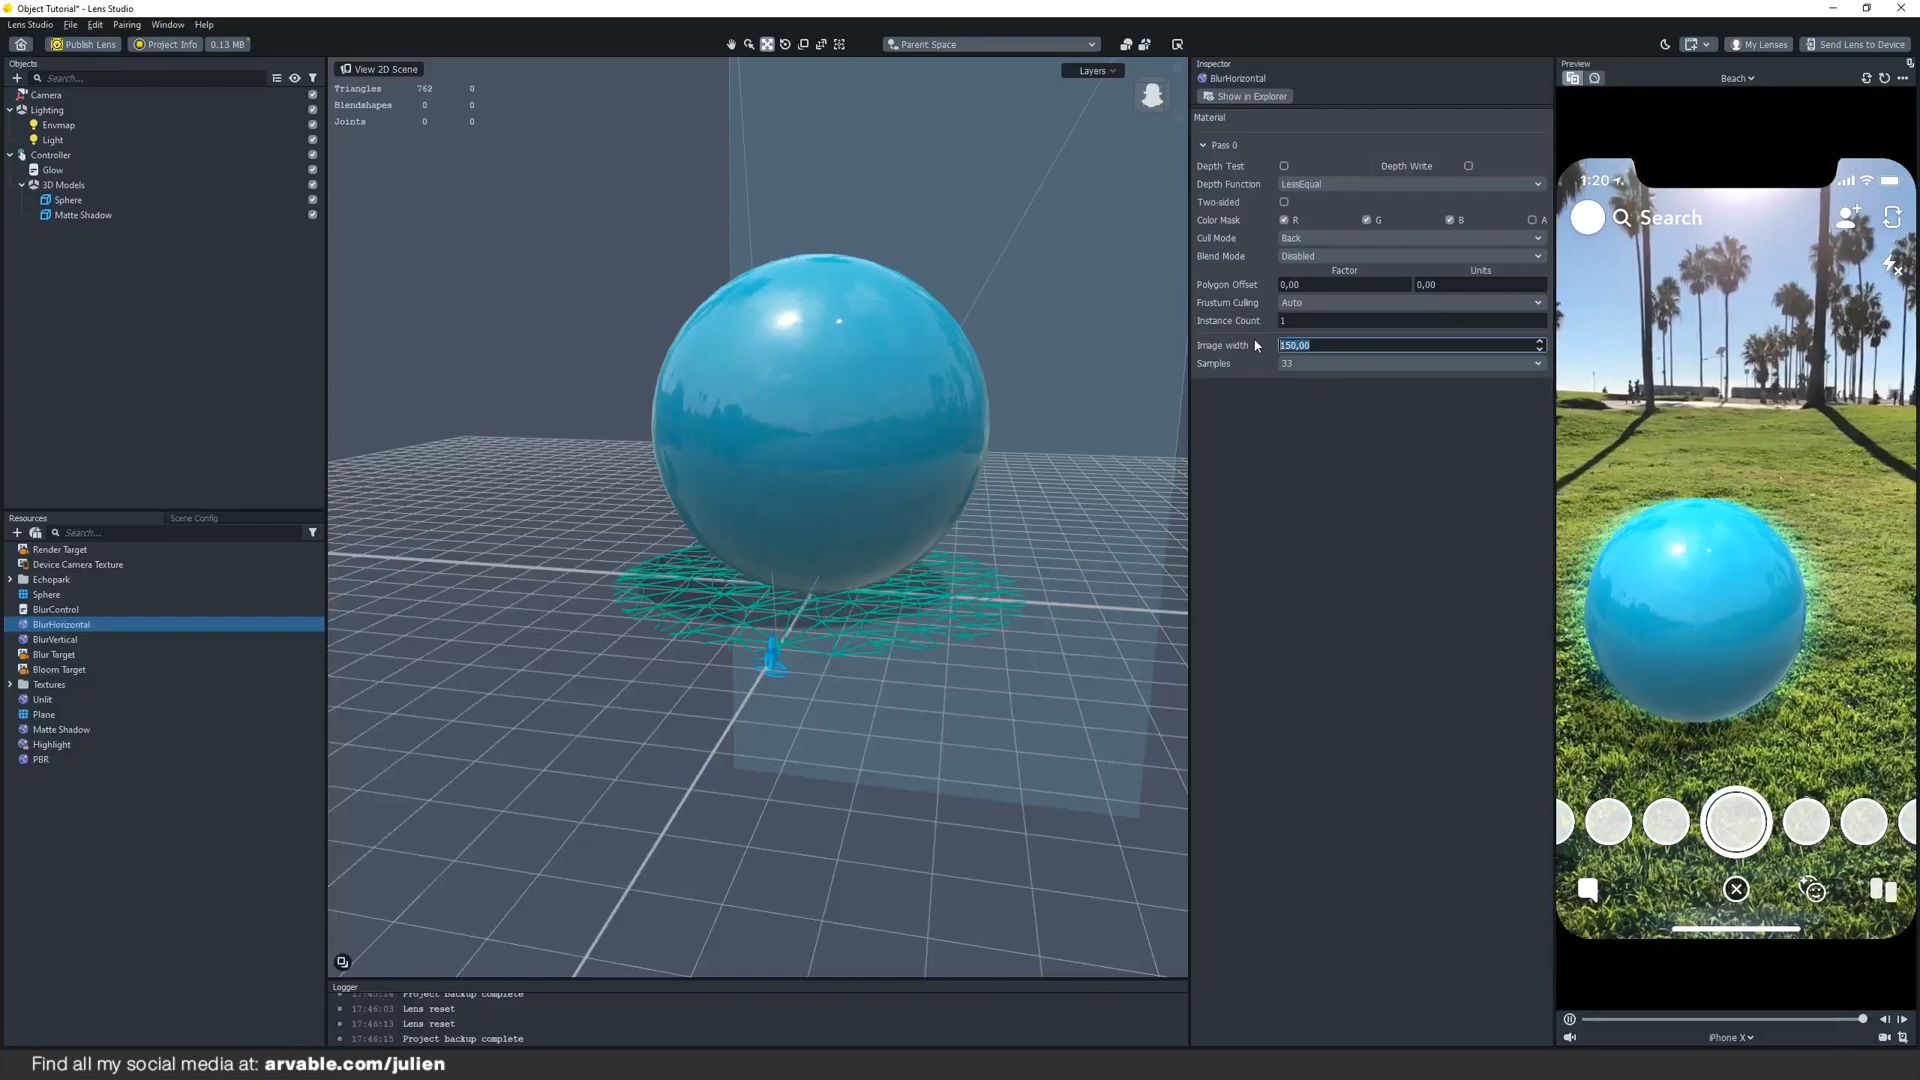 Object Tutorial* - Lens Studio
Lens Studio File Edit Pairing Window Help
Publish Lens Project Info 0.13 MB Parent Space My Lenses Send Lens to Device
Objects
Search...
Camera
Lighting
Envmap
Light
Controller
Glow
3D Models
Sphere
Matte Shadow
Resources Scene Config
Search...
Render Target
Device Camera Texture
Echopark
Sphere
BlurControl
BlurHorizontal
BlurVertical
Blur Target
Bloom Target
Textures
Unlit
Plane
Matte Shadow
Highlight
PBR
View 2D Scene Layers
Triangles 762 0
Blendshapes 0 0
Joints 0 0
Logger
Project backup complete
17:46:03 Lens reset
17:46:13 Lens reset
17:46:15 Project backup complete
Inspector
BlurHorizontal
Show in Explorer
Material
Pass 0
Depth Test Depth Write
Depth Function LessEqual
Two-sided
Color Mask R G B A
Cull Mode Back
Blend Mode Disabled
Factor Units
Polygon Offset 0,00 0,00
Frustum Culling Auto
Instance Count 1
Image width 150,00
Samples 33
Preview
Beach
1:20
Search
iPhone X
Find all my social media at: arvable.com/julien